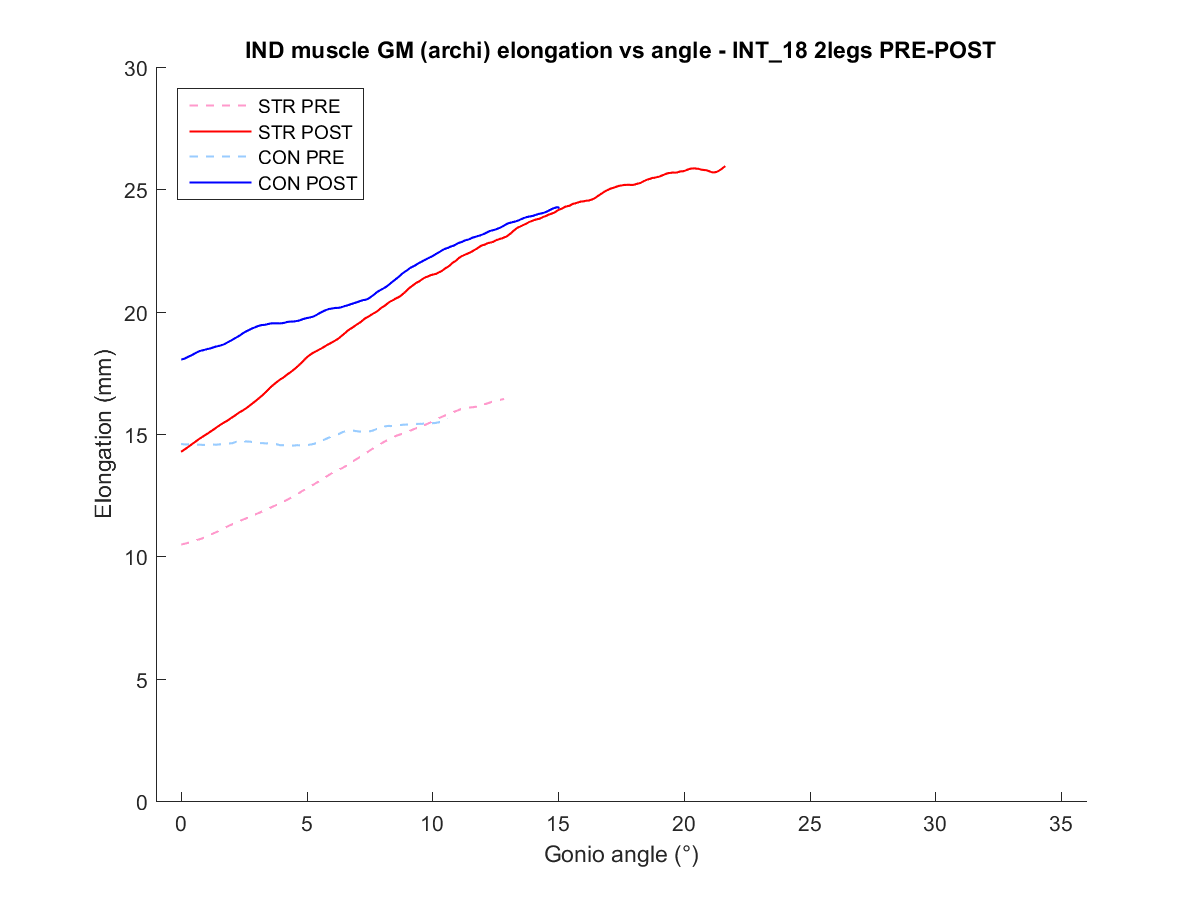 IND muscle GM (archi) elongation vs angle - INT_18 2legs PRE-POST
STR PRE
STR POST
CON PRE
CON POST
30
25
20
15
10
5
0
Elongation (mm)
0 5 10 15 20 25 30 35
Gonio angle (°)